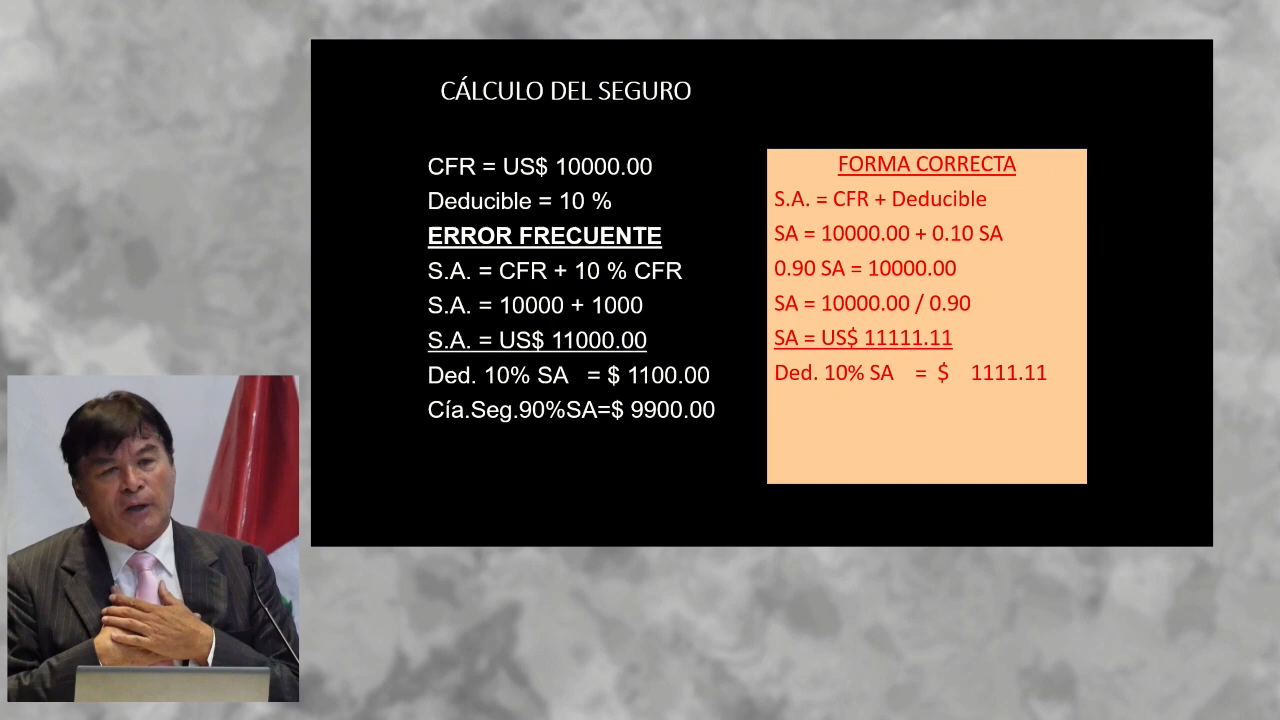 CÁLCULO DEL SEGURO
CFR = US$ 10000.00
Deducible = 10 %
ERROR FRECUENTE
S.A. = CFR + 10 % CFR
S.A. = 10000 + 1000
S.A. = US$ 11000.00
Ded. 10% SA = $ 1100.00
Cía.Seg.90%SA=$ 9900.00
FORMA CORRECTA
S.A. = CFR + Deducible
SA = 10000.00 + 0.10 SA
0.90 SA = 10000.00
SA = 10000.00 / 0.90
SA = US$ 11111.11
Ded. 10% SA = $ 1111.11